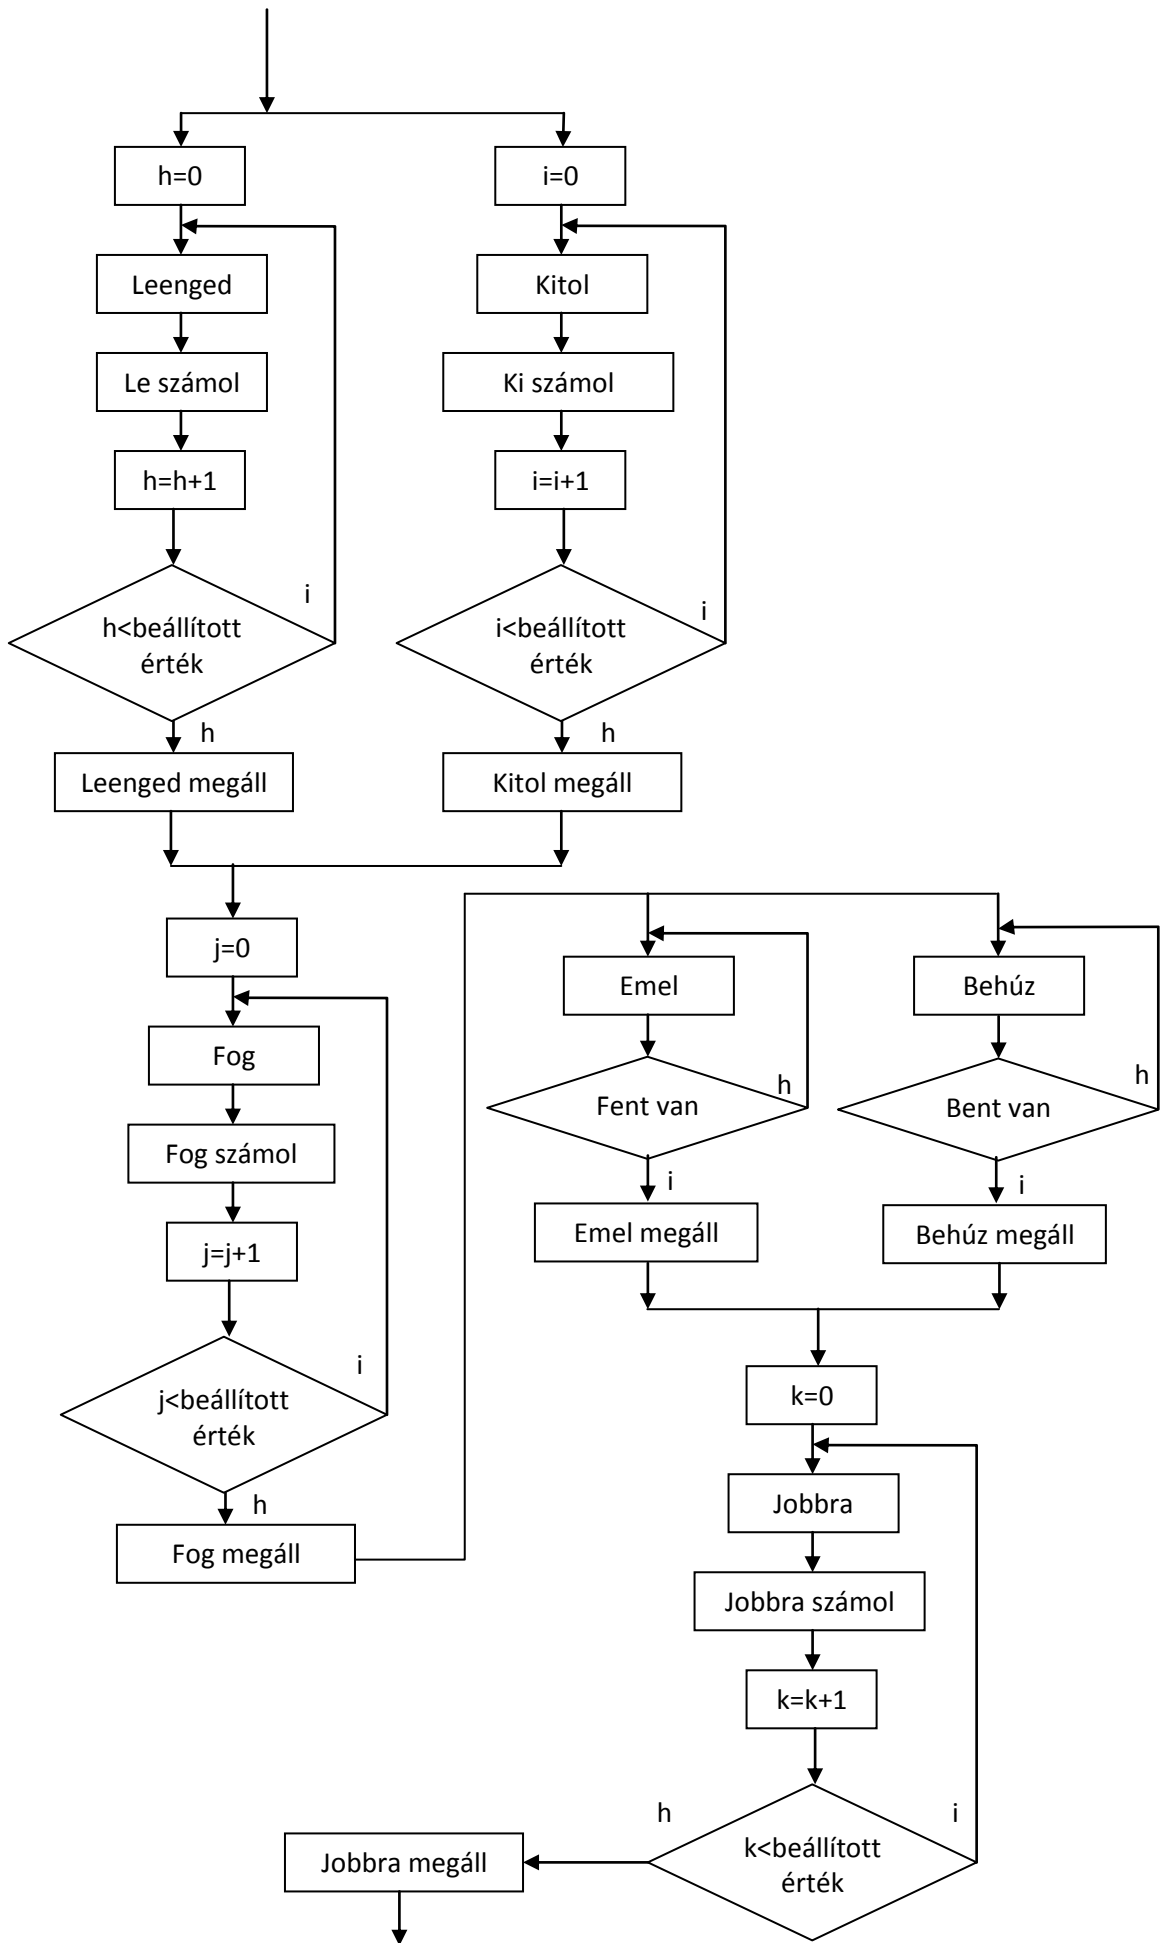 h=0
i=0
Leenged
Kitol
Le számol
Ki számol
h=h+1
i=i+1
i
h<beállított
érték
i
i<beállított
érték
h
h
Leenged megáll
Kitol megáll
j=0
Fog
Fog számol
j=j+1
i
j<beállított
érték
h
Fog megáll
Emel
Behúz
h
Fent van
h
Bent van
i
i
Emel megáll
Behúz megáll
k=0
Jobbra
Jobbra számol
k=k+1
h
i
k<beállított
érték
Jobbra megáll